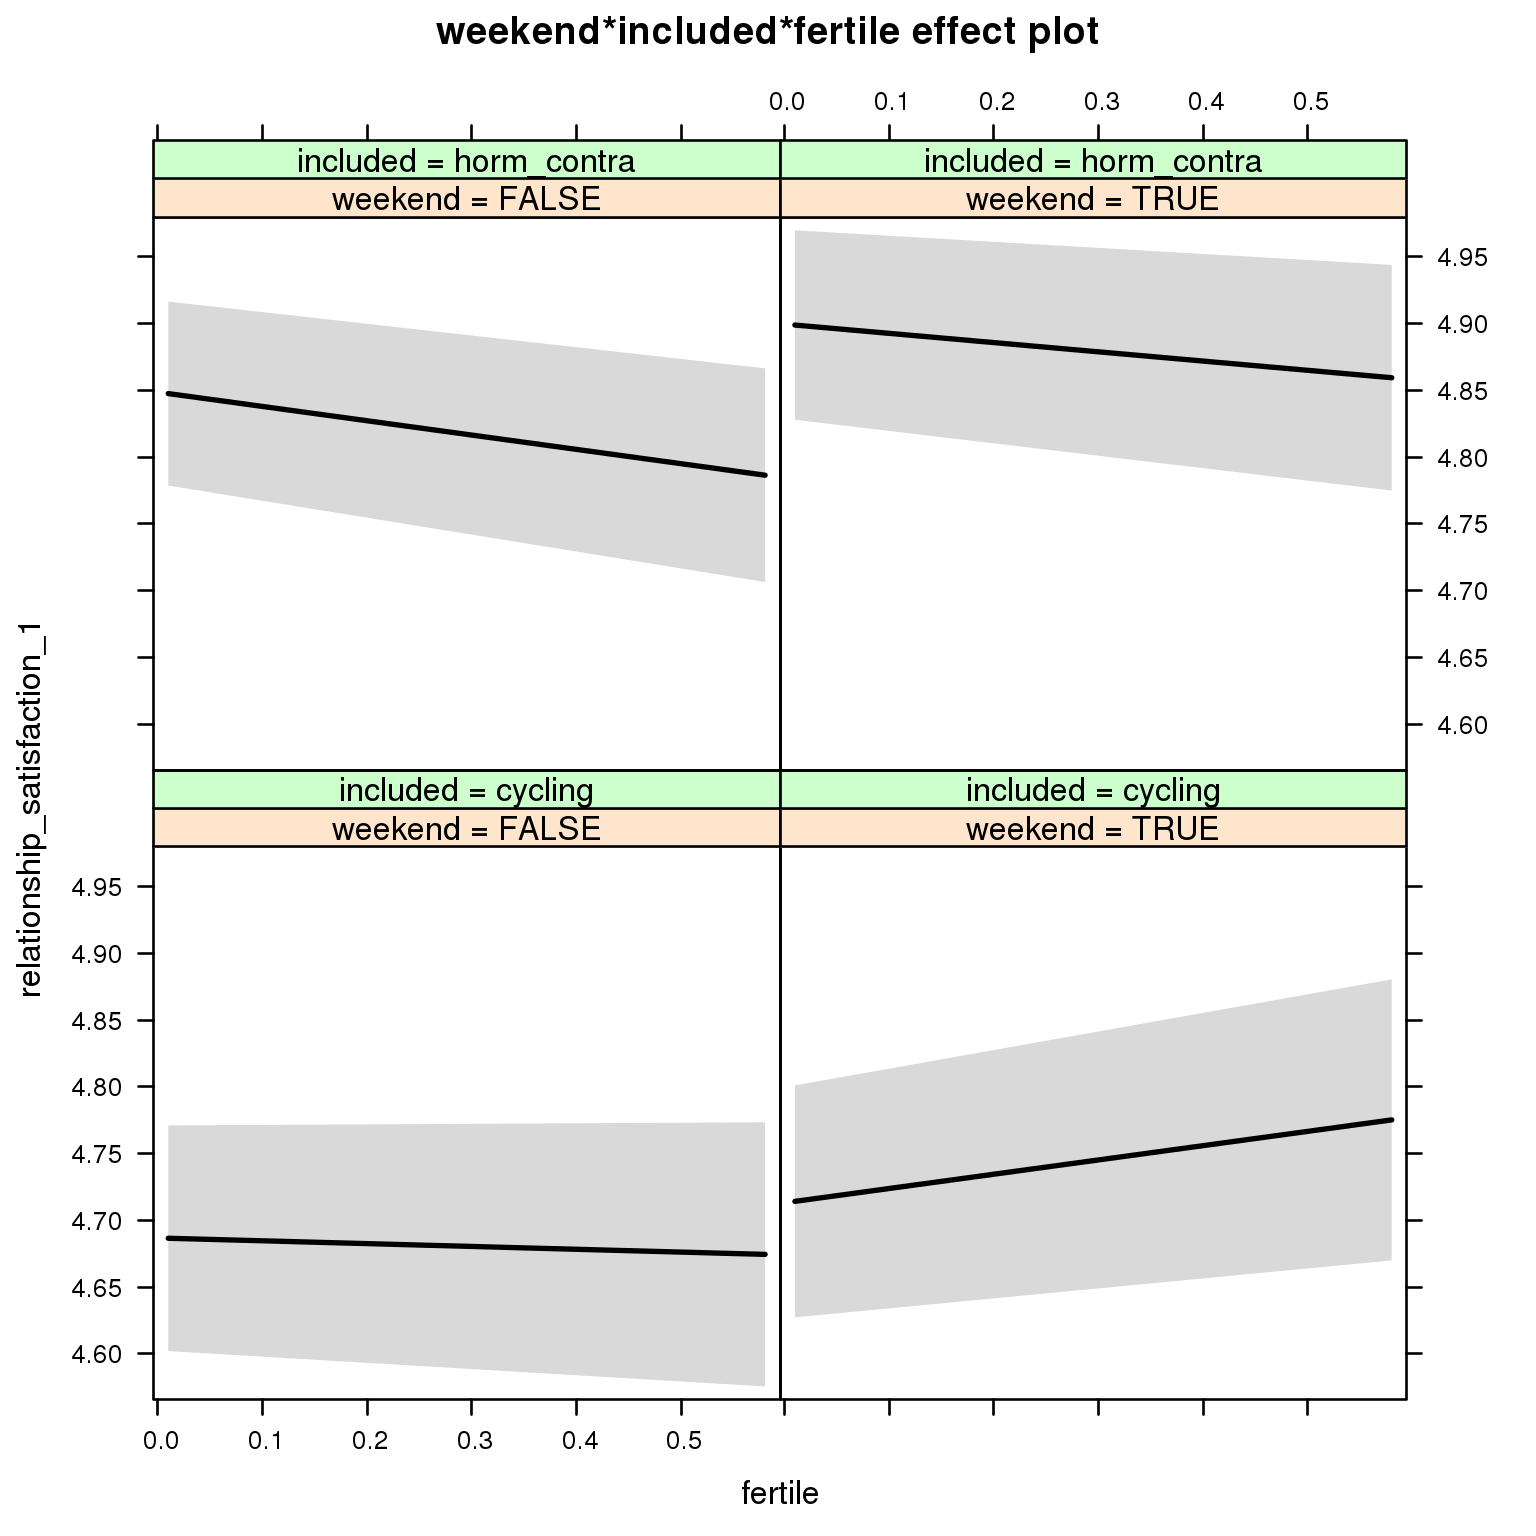 weekend*included*fertile effect plot
0.0 0.1 0.2 0.3 0.4 0.5
included = horm_contra included = horm_contra
weekend = FALSE weekend = TRUE
4.95
4.90
4.85
4.80
4.75
4.70
4.65
4.60
relationship_satisfaction_1
included = cycling included = cycling
weekend = FALSE weekend = TRUE
4.95
4.90
4.85
4.80
4.75
4.70
4.65
4.60
0.0 0.1 0.2 0.3 0.4 0.5
fertile